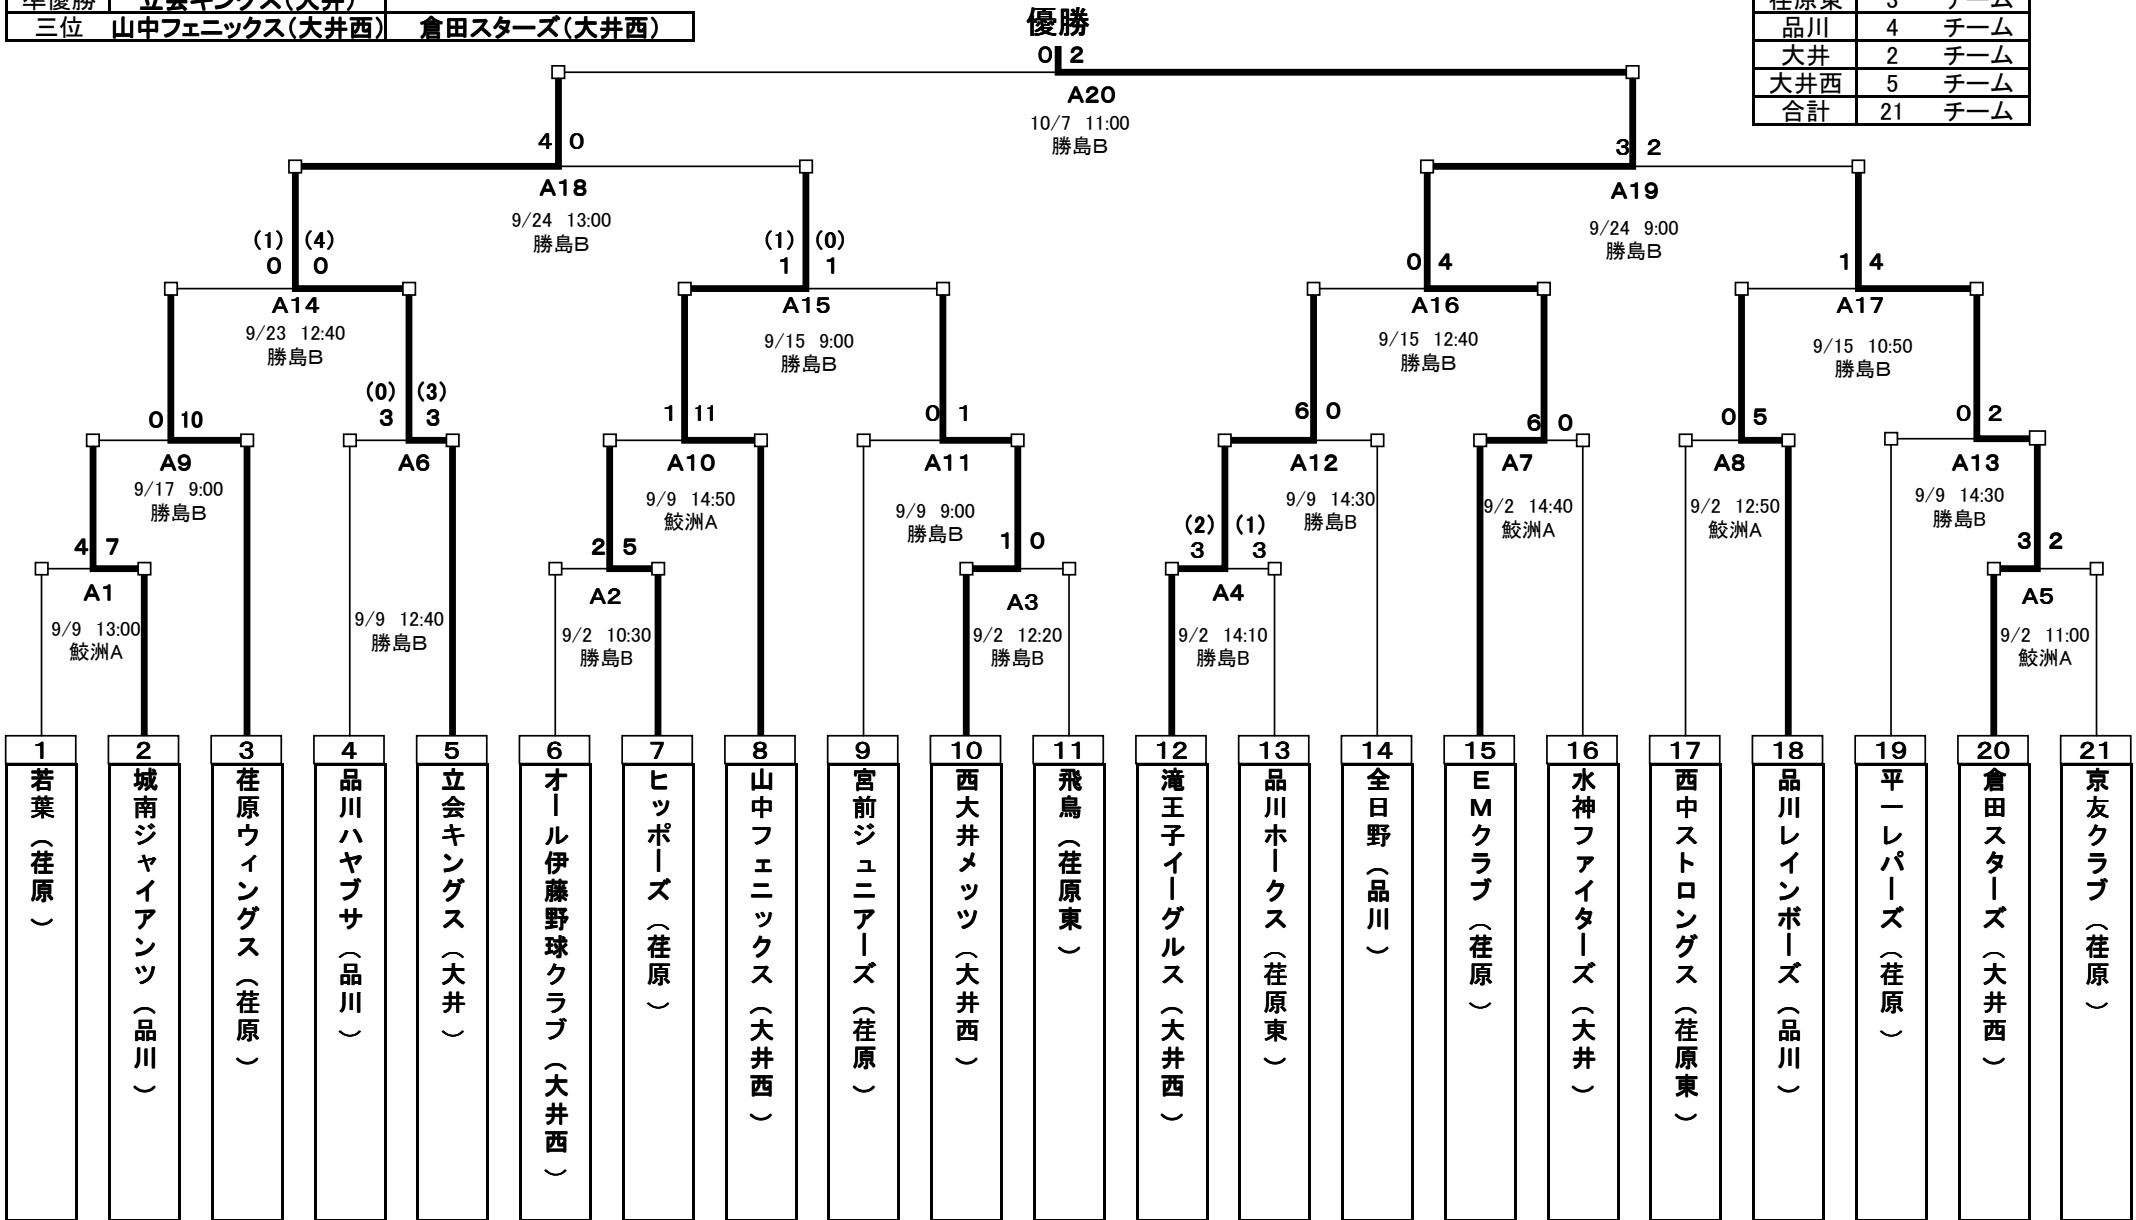 準優勝 立会キングス(大井)
三位 山中フェニックス(大井西) 倉田スターズ(大井西)
荏原東 3 チーム
品川 4 チーム
大井 2 チーム
大井西 5 チーム
合計 21 チーム
優勝
0 2
A20
10/7 11:00
勝島B
4 0
A18
9/24 13:00
勝島B
3 2
A19
9/24 9:00
勝島B
(1) (4)
0 0
A14
9/23 12:40
勝島B
(1) (0)
1 1
A15
9/15 9:00
勝島B
0 4
A16
9/15 12:40
勝島B
1 4
A17
9/15 10:50
勝島B
0 10
A9
9/17 9:00
勝島B
(0) (3)
3 3
A6
9/9 12:40
勝島B
1 11
A10
9/9 14:50
鮫洲A
0 1
A11
9/9 9:00
勝島B
6 0
A12
9/9 14:30
勝島B
6 0
A7
9/2 14:40
鮫洲A
0 5
A8
9/2 12:50
鮫洲A
0 2
A13
9/9 14:30
勝島B
4 7
A1
9/9 13:00
鮫洲A
2 5
A2
9/2 10:30
勝島B
1 0
A3
9/2 12:20
勝島B
(2) (1)
3 3
A4
9/2 14:10
勝島B
3 2
A5
9/2 11:00
鮫洲A
1 2 3 4 5 6 7 8 9 10 11 12 13 14 15 16 17 18 19 20 21
若葉(荏原)
城南ジャイアンツ(品川)
荏原ウィングス(荏原)
品川ハヤブサ(品川)
立会キングス(大井)
オール伊藤野球クラブ(大井西)
ヒッポーズ(荏原)
山中フェニックス(大井西)
宮前ジュニアーズ(荏原)
西大井メッツ(大井西)
飛鳥(荏原東)
滝王子イーグルス(大井西)
品川ホークス(荏原東)
全日野(品川)
EMクラブ(荏原)
水神ファイターズ(大井)
西中ストロングス(荏原東)
品川レインボーズ(品川)
平一レパーズ(荏原)
倉田スターズ(大井西)
京友クラブ(荏原)